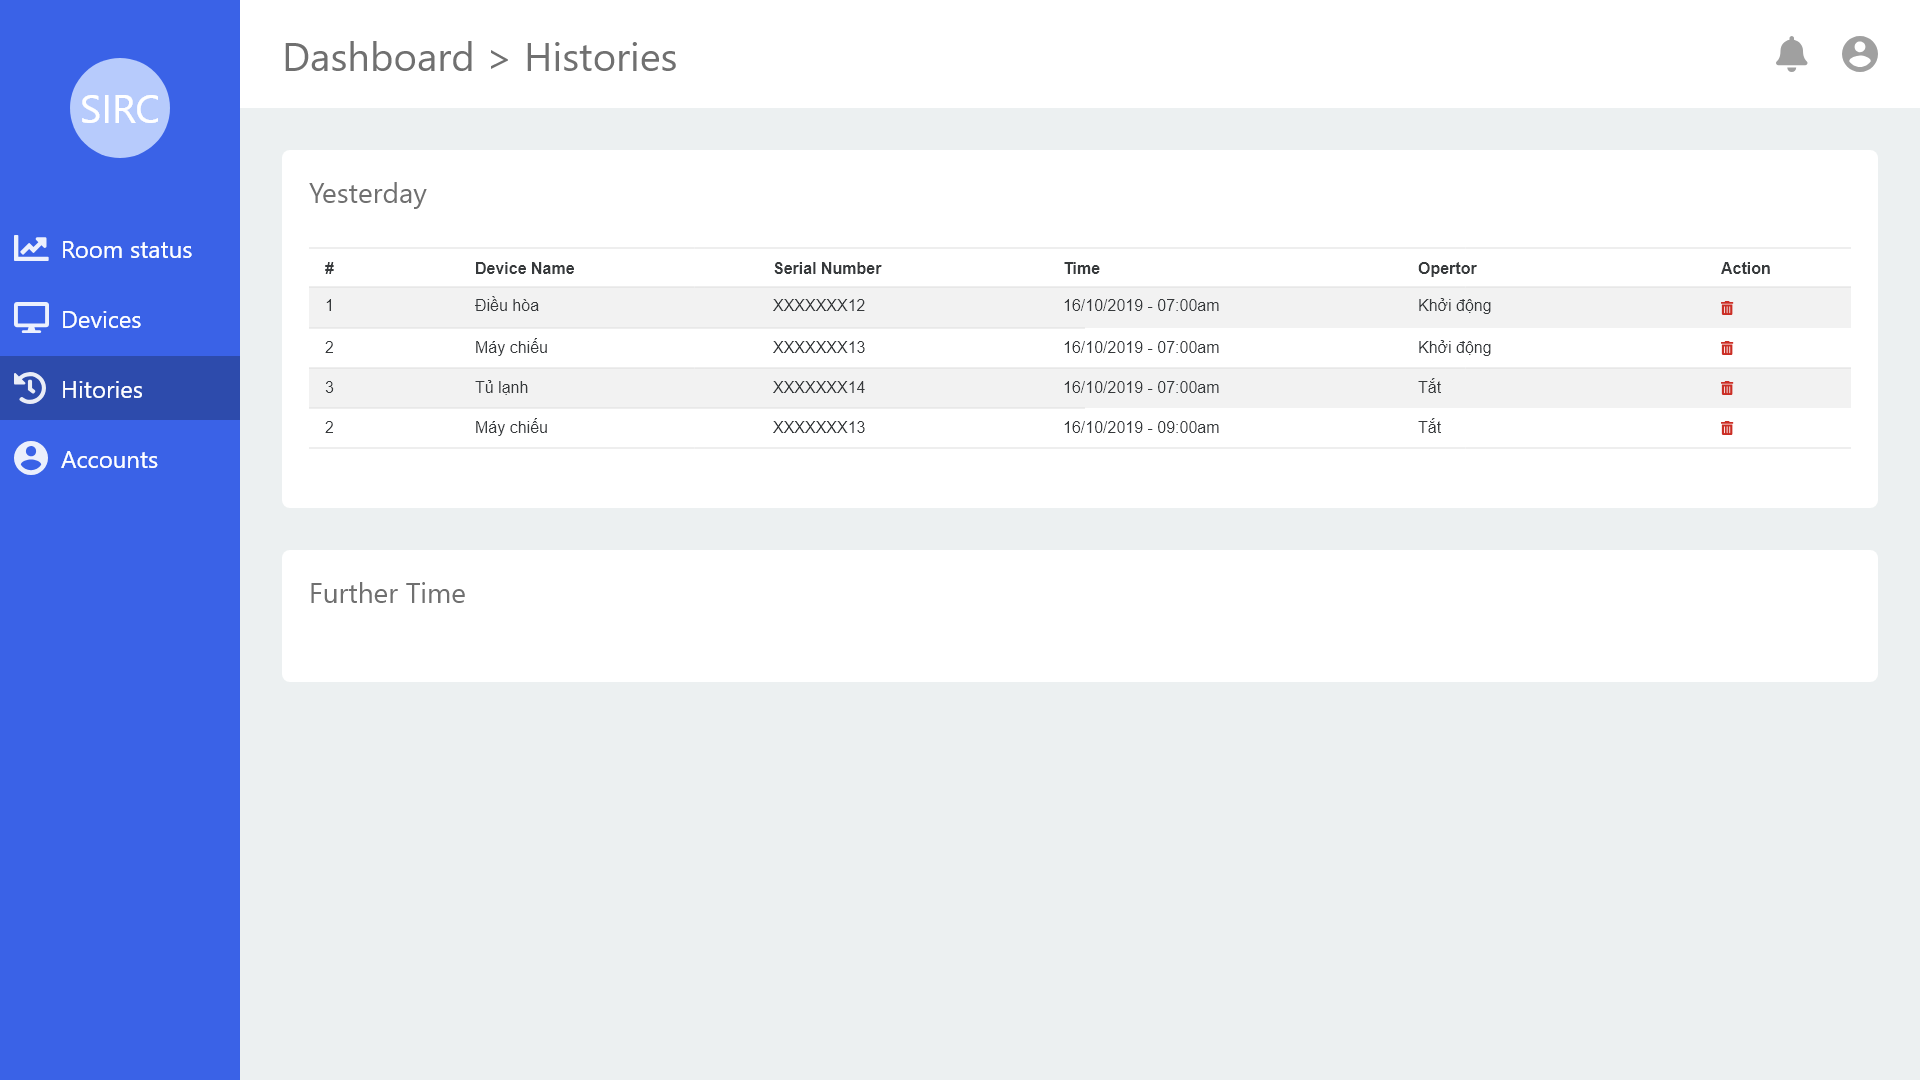 SIRC
Dashboard > Histories
Room status
Devices
Hitories
Accounts
Yesterday
# Device Name Serial Number Time Opertor Action
1 Điều hòa XXXXXXX12 16/10/2019 - 07:00am Khởi động
2 Máy chiếu XXXXXXX13 16/10/2019 - 07:00am Khởi động
3 Tủ lạnh XXXXXXX14 16/10/2019 - 07:00am Tắt
2 Máy chiếu XXXXXXX13 16/10/2019 - 09:00am Tắt
Further Time